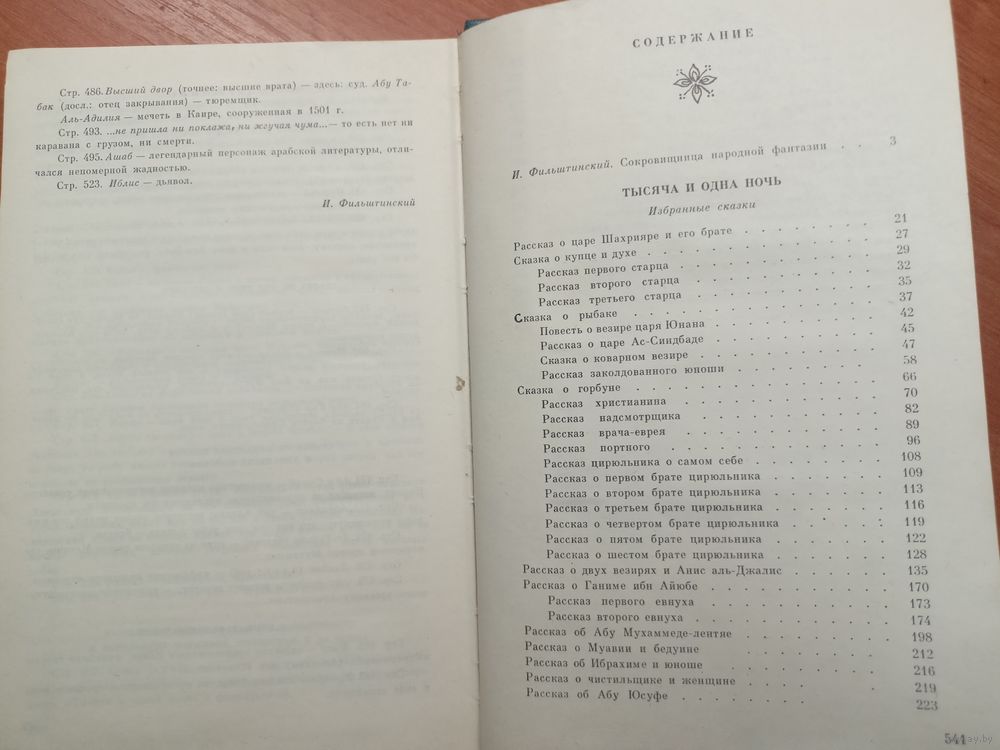 Стр. 486. Высший двор (точнее: высшие врата) — здесь: суд. Абу Та-
бак (досл.: отец закрывания) — тюремщик.
Аль-Адилия — мечеть в Каире, сооруженная в 1501 г.
Стр. 493. ...не пришла ни поклажа, ни жгучая чума... — то есть нет ни
каравана с грузом, ни смерти.
Стр. 495. Ашаб — легендарный персонаж арабской литературы, отли-
чался непомерной жадностью.
Стр. 523. Иблис — дьявол.
И. Фильштинский
СОДЕРЖАНИЕ
И. Фильштинский. Сокровищница народной фантазии . . 3
ТЫСЯЧА И ОДНА НОЧЬ
Избранные сказки
Рассказ о царе Шахрияре и его брате 21
Сказка о купце и духе 27
Рассказ первого старца 29
Рассказ второго старца 32
Рассказ третьего старца 35
Сказка о рыбаке 37
Повесть о везире царя Юнана 42
Рассказ о царе Ас-Синдбаде 45
Сказка о коварном везире 47
Рассказ заколдованного юноши 58
Сказка о горбуне 66
Рассказ христианина 70
Рассказ надсмотрщика 82
Рассказ врача-еврея 89
Рассказ портного 96
Рассказ цирюльника о самом себе 108
Рассказ о первом брате цирюльника 109
Рассказ о втором брате цирюльника 113
Рассказ о третьем брате цирюльника 116
Рассказ о четвертом брате цирюльника 119
Рассказ о пятом брате цирюльника 122
Рассказ о шестом брате цирюльника 128
Рассказ о двух везирях и Анис аль-Джалис 135
Рассказ о Ганиме ибн Айюбе 170
Рассказ первого евнуха 173
Рассказ второго евнуха 174
Рассказ об Абу Мухаммеде-лентяе 198
Рассказ о Муавии и бедуине 212
Рассказ об Ибрахиме и юноше 216
Рассказ о чистильщике и женщине 219
Рассказ об Абу Юсуфе 223
541